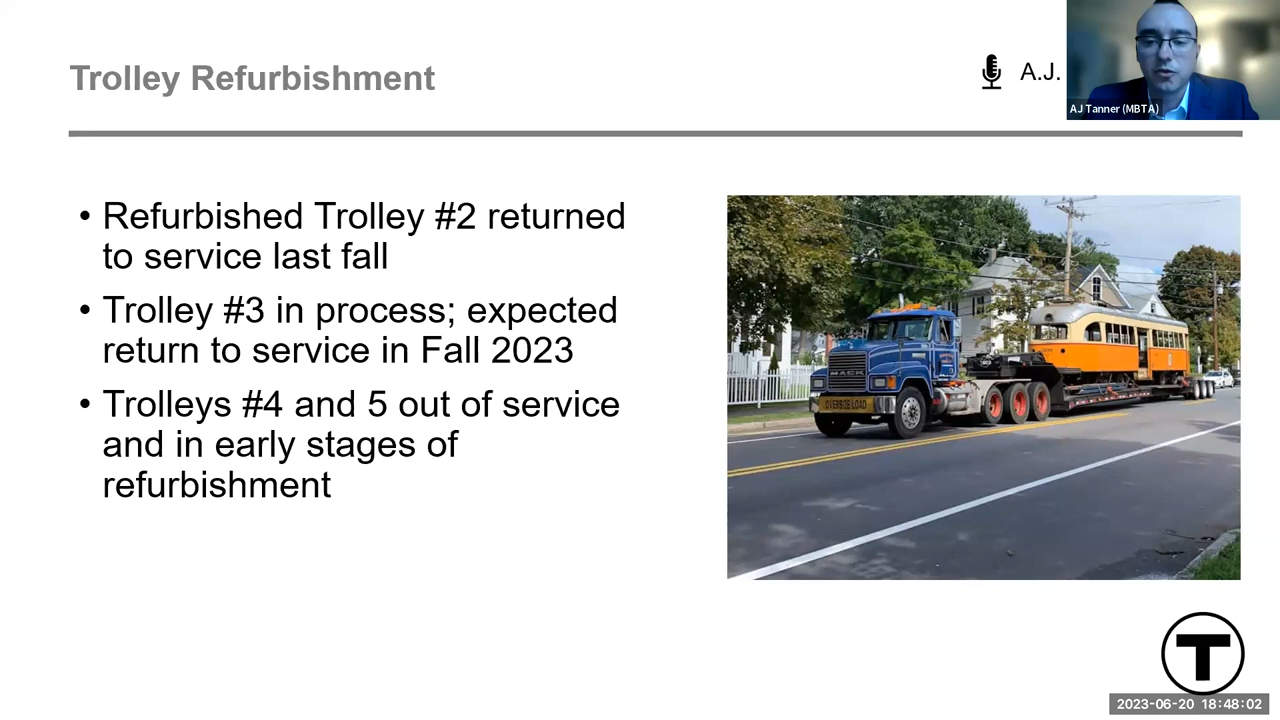 Trolley Refurbishment
A.J.
AJ Tanner (MBTA)
• Refurbished Trolley #2 returned
to service last fall
• Trolley #3 in process; expected
return to service in Fall 2023
• Trolleys #4 and 5 out of service
and in early stages of
refurbishment
MACK
OVERSIZE LOAD
T
2023-06-20 18:48:02